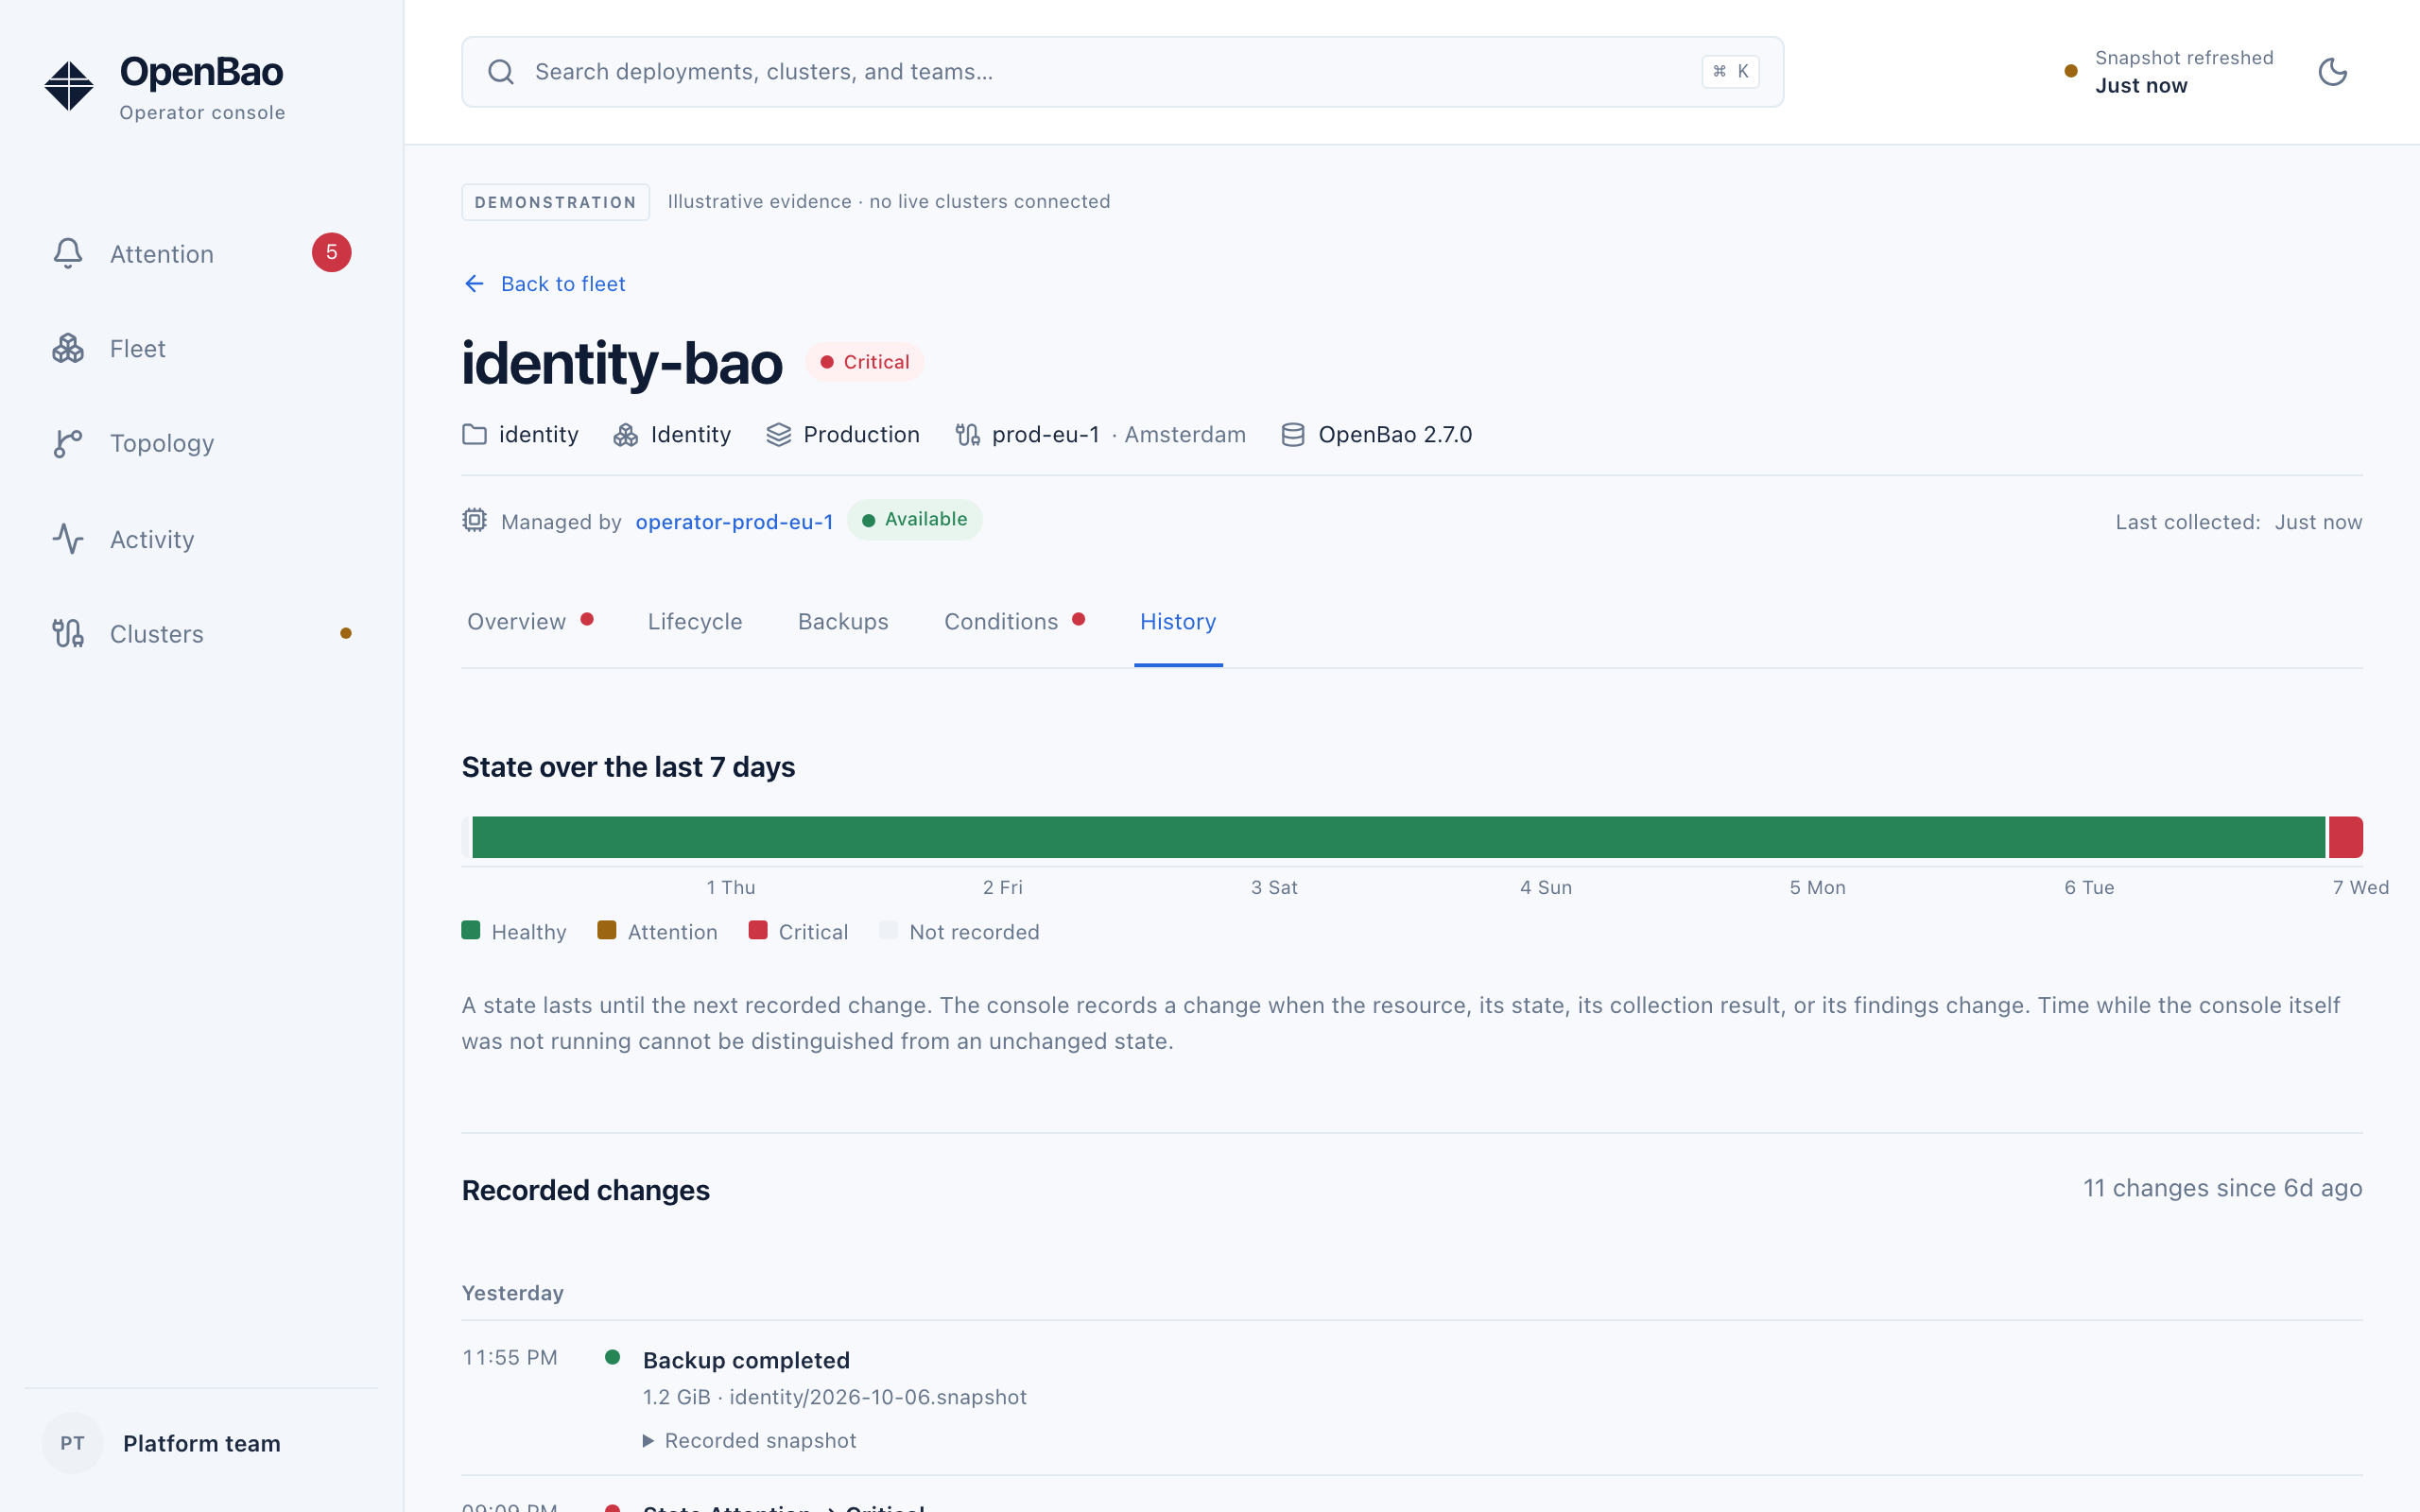 OpenBao
Operator console
Attention
5
Fleet
Topology
Activity
Clusters
PT
Platform team
Search deployments, clusters, and teams...
⌘ K
Snapshot refreshed
Just now
DEMONSTRATION
Illustrative evidence · no live clusters connected
Back to fleet
identity-bao
Critical
identity
Identity
Production
prod-eu-1 · Amsterdam
OpenBao 2.7.0
Managed by operator-prod-eu-1
Available
Last collected: Just now
Overview
Lifecycle
Backups
Conditions
History
State over the last 7 days
1 Thu
2 Fri
3 Sat
4 Sun
5 Mon
6 Tue
7 Wed
Healthy
Attention
Critical
Not recorded
A state lasts until the next recorded change. The console records a change when the resource, its state, its collection result, or its findings change. Time while the console itself
was not running cannot be distinguished from an unchanged state.
Recorded changes
11 changes since 6d ago
Yesterday
11:55 PM
Backup completed
1.2 GiB · identity/2026-10-06.snapshot
Recorded snapshot
09:09 PM
State Attention → Critical